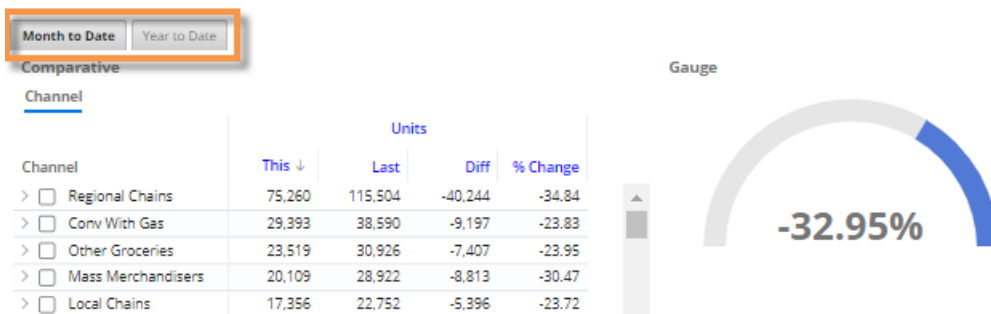 Month to Date Year to Date
Comparative Gauge
Channel
Units
Channel This ↓ Last Diff % Change
Regional Chains 75,260 115,504 -40,244 -34.84
Conv With Gas 29,393 38,590 -9,197 -23.83
-32.95%
Other Groceries 23,519 30,926 -7,407 -23.95
Mass Merchandisers 20,109 28,922 -8,813 -30.47
Local Chains 17,356 22,752 -5,396 -23.72